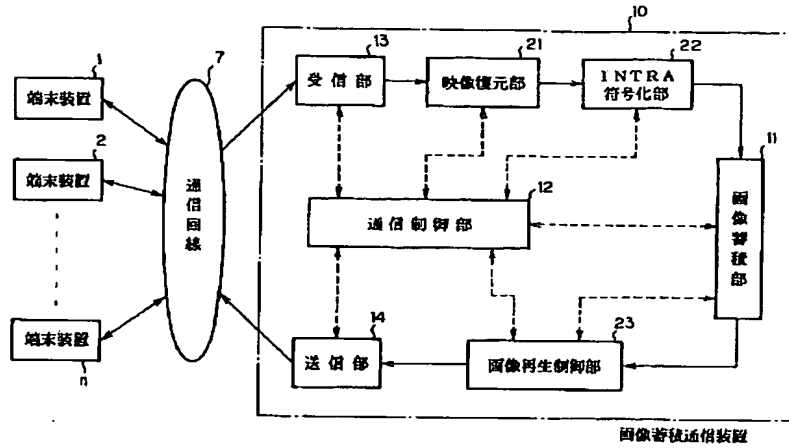 10
13
21
22
7
1
端末装置
受信部
映像復元部
INTRA
符号化部
11
2
端末装置
通信回線
12
通信制御部
画像蓄積部
端末装置
n
14
送信部
23
画像再生制御部
画像蓄積通信装置